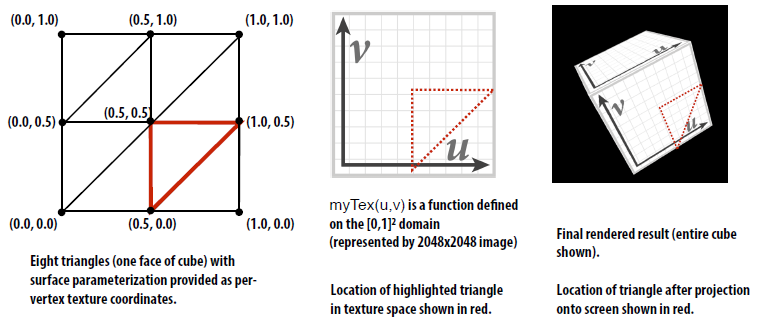 (0.0, 1.0)
(0.5, 1.0)
(1.0, 1.0)
(0.0, 0.5)
(0.5, 0.5)
(1.0, 0.5)
(0.0, 0.0)
(0.5, 0.0)
(1.0, 0.0)
Eight triangles (one face of cube) with
surface parameterization provided as per-
vertex texture coordinates.
v
u
myTex(u,v) is a function defined
on the [0,1]² domain
(represented by 2048x2048 image)
Location of highlighted triangle
in texture space shown in red.
v
u
v
u
Final rendered result (entire cube
shown).
Location of triangle after projection
onto screen shown in red.